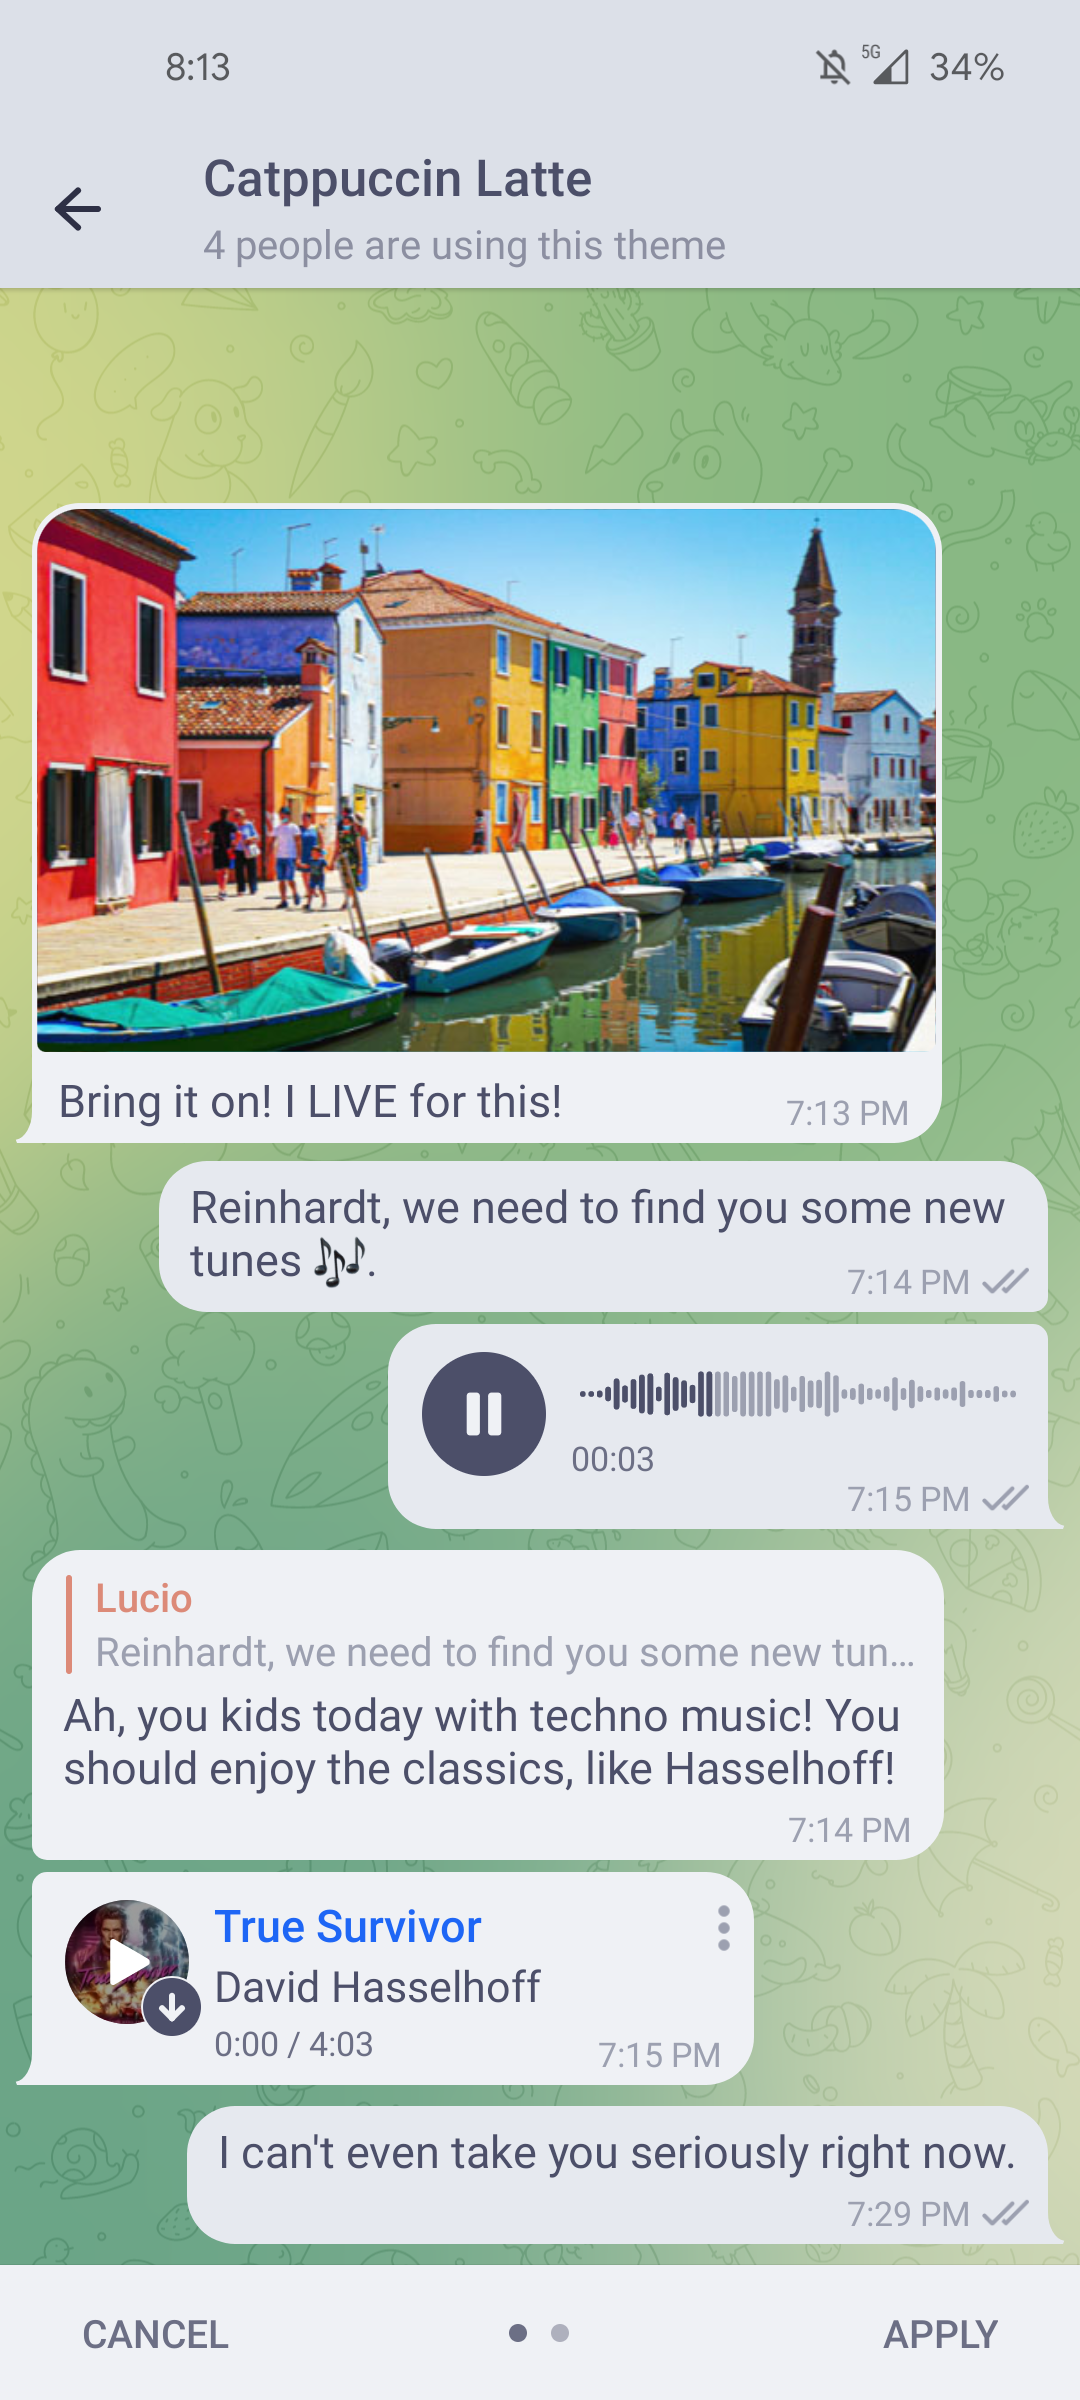 8:13
5G
34%
Catppuccin Latte
4 people are using this theme
Bring it on! I LIVE for this!
7:13 PM
Reinhardt, we need to find you some new
tunes 🎶.
7:14 PM
00:03
7:15 PM
Lucio
Reinhardt, we need to find you some new tun...
Ah, you kids today with techno music! You
should enjoy the classics, like Hasselhoff!
7:14 PM
True Survivor
David Hasselhoff
0:00 / 4:03
7:15 PM
I can't even take you seriously right now.
7:29 PM
CANCEL
APPLY